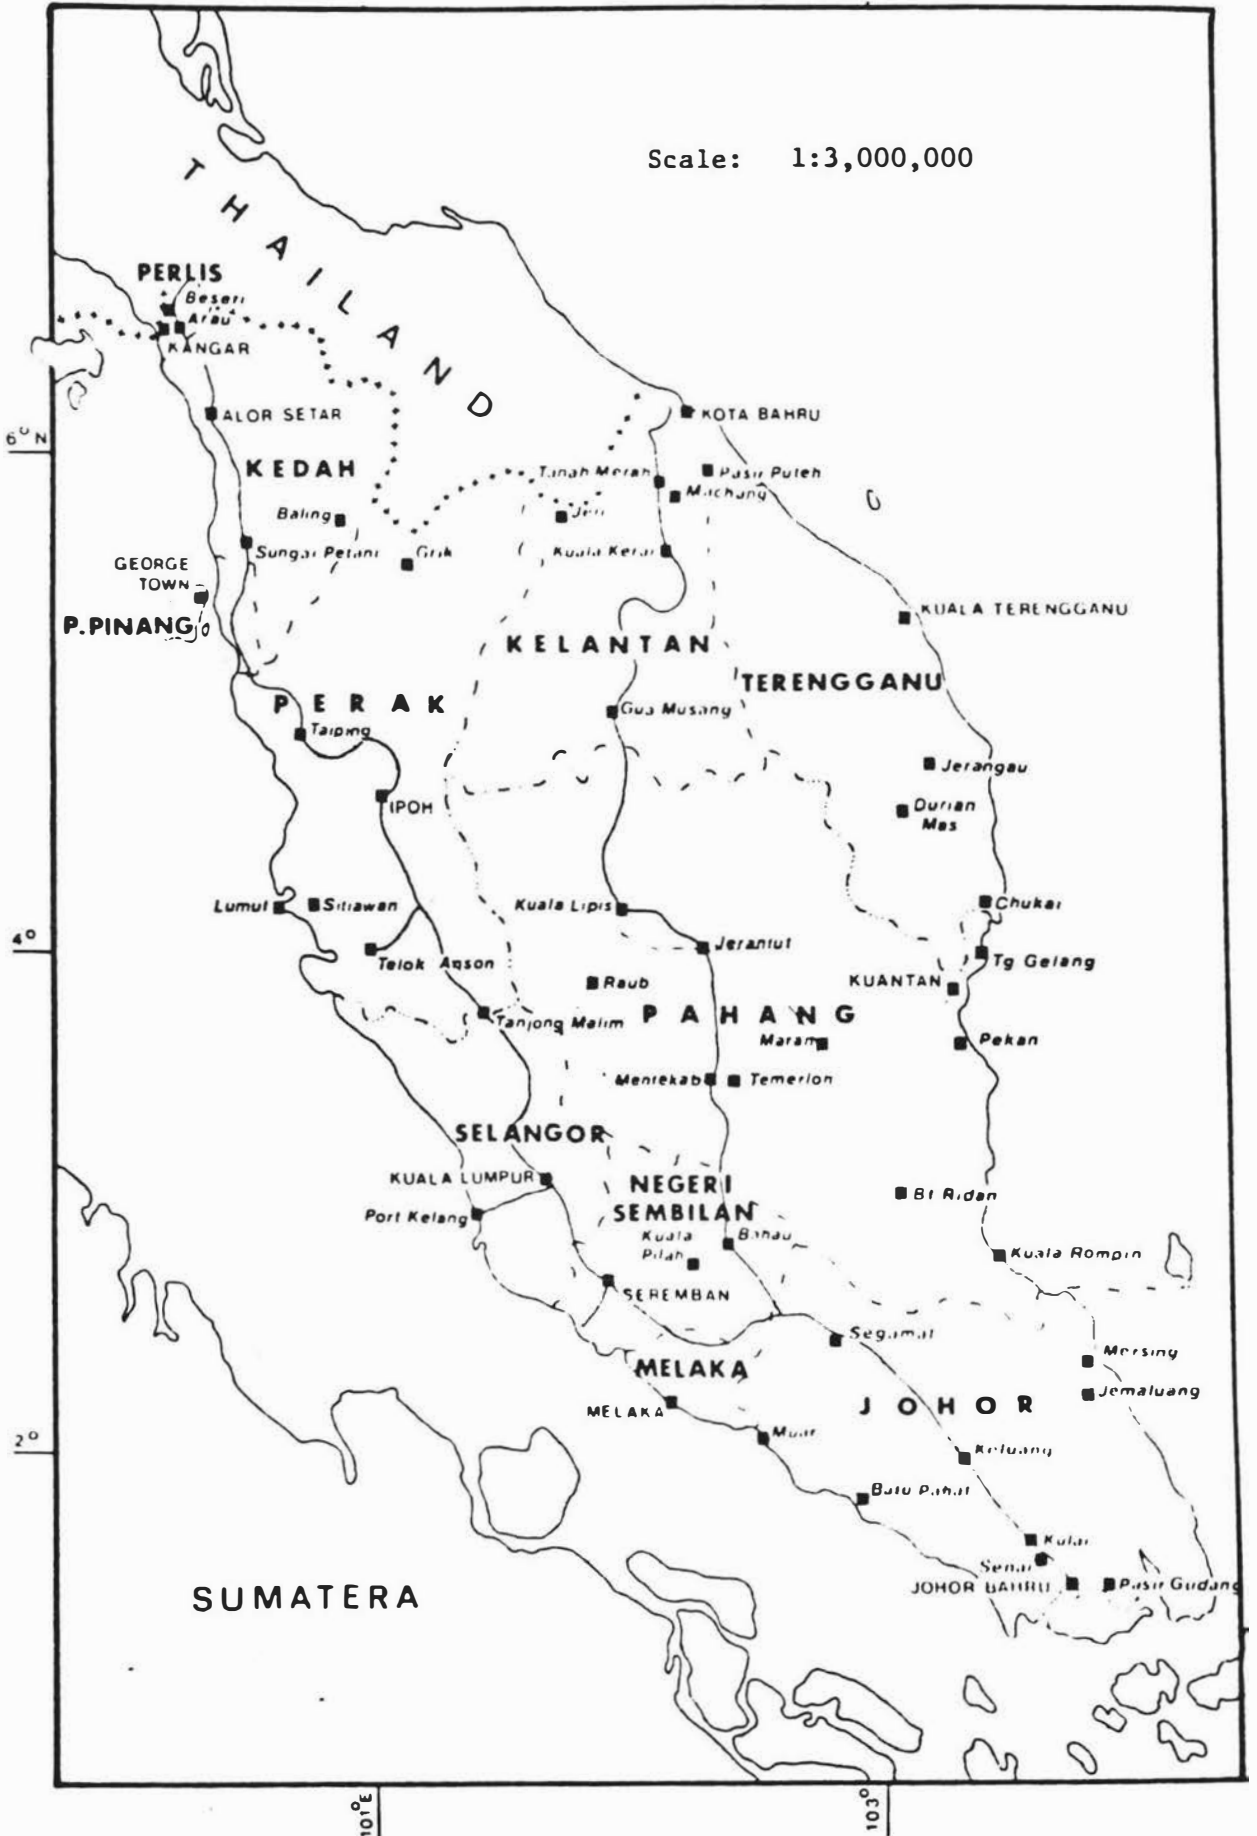 Scale: 1:3,000,000
THAILAND
PERLIS
Beseri
Arau
KANGAR
ALOR SETAR
KOTA BAHRU
6° N
KEDAH
Tanah Merah
Pasir Puteh
Machang
Baling
Jeli
Sungai Petani
Grik
Kuala Kerai
GEORGE
TOWN
P.PINANG
KUALA TERENGGANU
KELANTAN
TERENGGANU
PERAK
Gua Musang
Taiping
Jerangau
IPOH
Durian
Mas
Lumut
Sitiawan
Kuala Lipis
Chukai
4°
Jerantut
Telok Anson
Tg Gelang
Raub
KUANTAN
PAHANG
Tanjong Malim
Maran
Pekan
Mentekab
Temerloh
SELANGOR
KUALA LUMPUR
NEGERI
SEMBILAN
Bt Ridan
Port Kelang
Kuala
Pilah
Bahau
Kuala Rompin
SEREMBAN
Segamat
Mersing
MELAKA
Jemaluang
MELAKA
JOHOR
Muar
2°
Keluang
Batu Pahat
Kulai
Senai
JOHOR BAHRU
Pasir Gudang
SUMATERA
101°E
103°